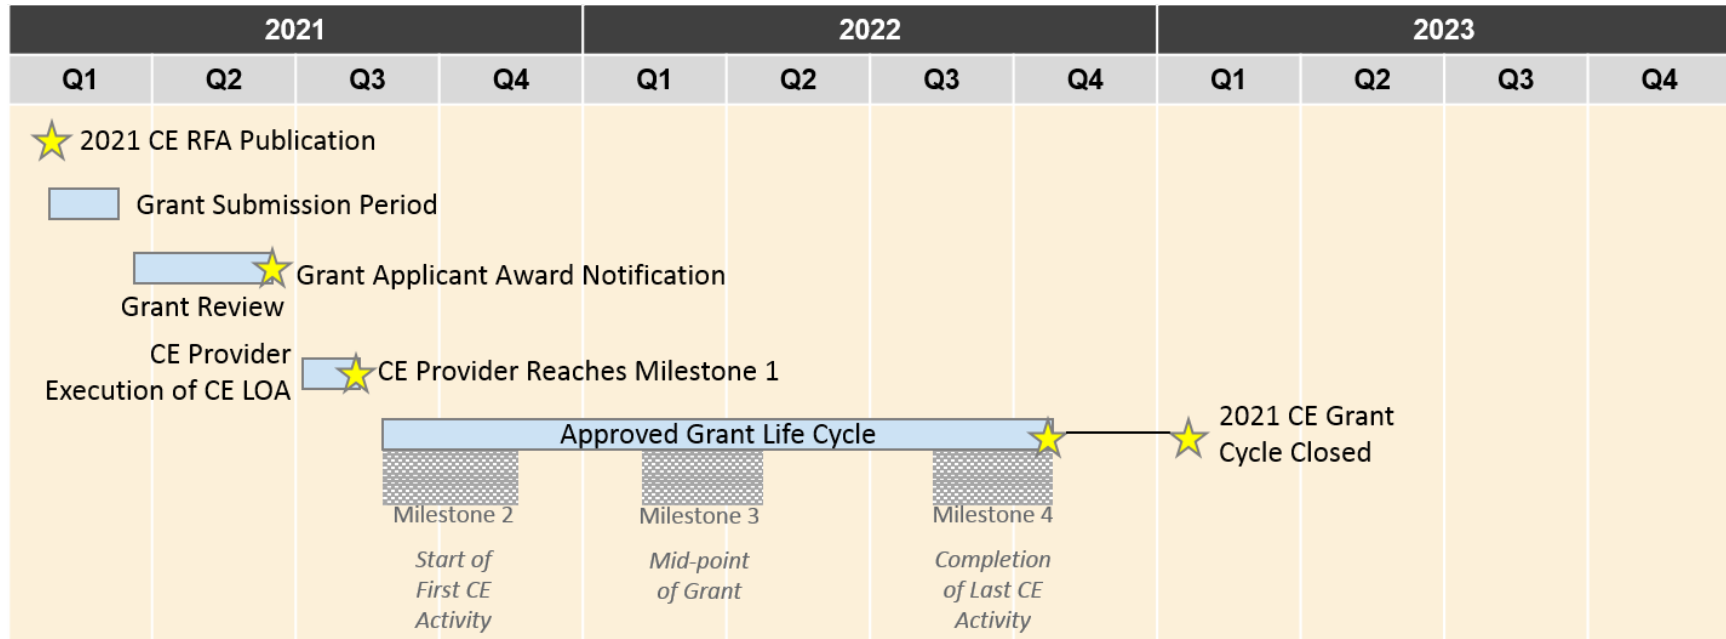 2021 2022 2023
Q1 Q2 Q3 Q4 Q1 Q2 Q3 Q4 Q1 Q2 Q3 Q4
2021 CE RFA Publication
Grant Submission Period
Grant Applicant Award Notification
Grant Review
CE Provider
Execution of CE LOA
CE Provider Reaches Milestone 1
Approved Grant Life Cycle
2021 CE Grant
Cycle Closed
Milestone 2
Start of
First CE
Activity
Milestone 3
Mid-point
of Grant
Milestone 4
Completion
of Last CE
Activity